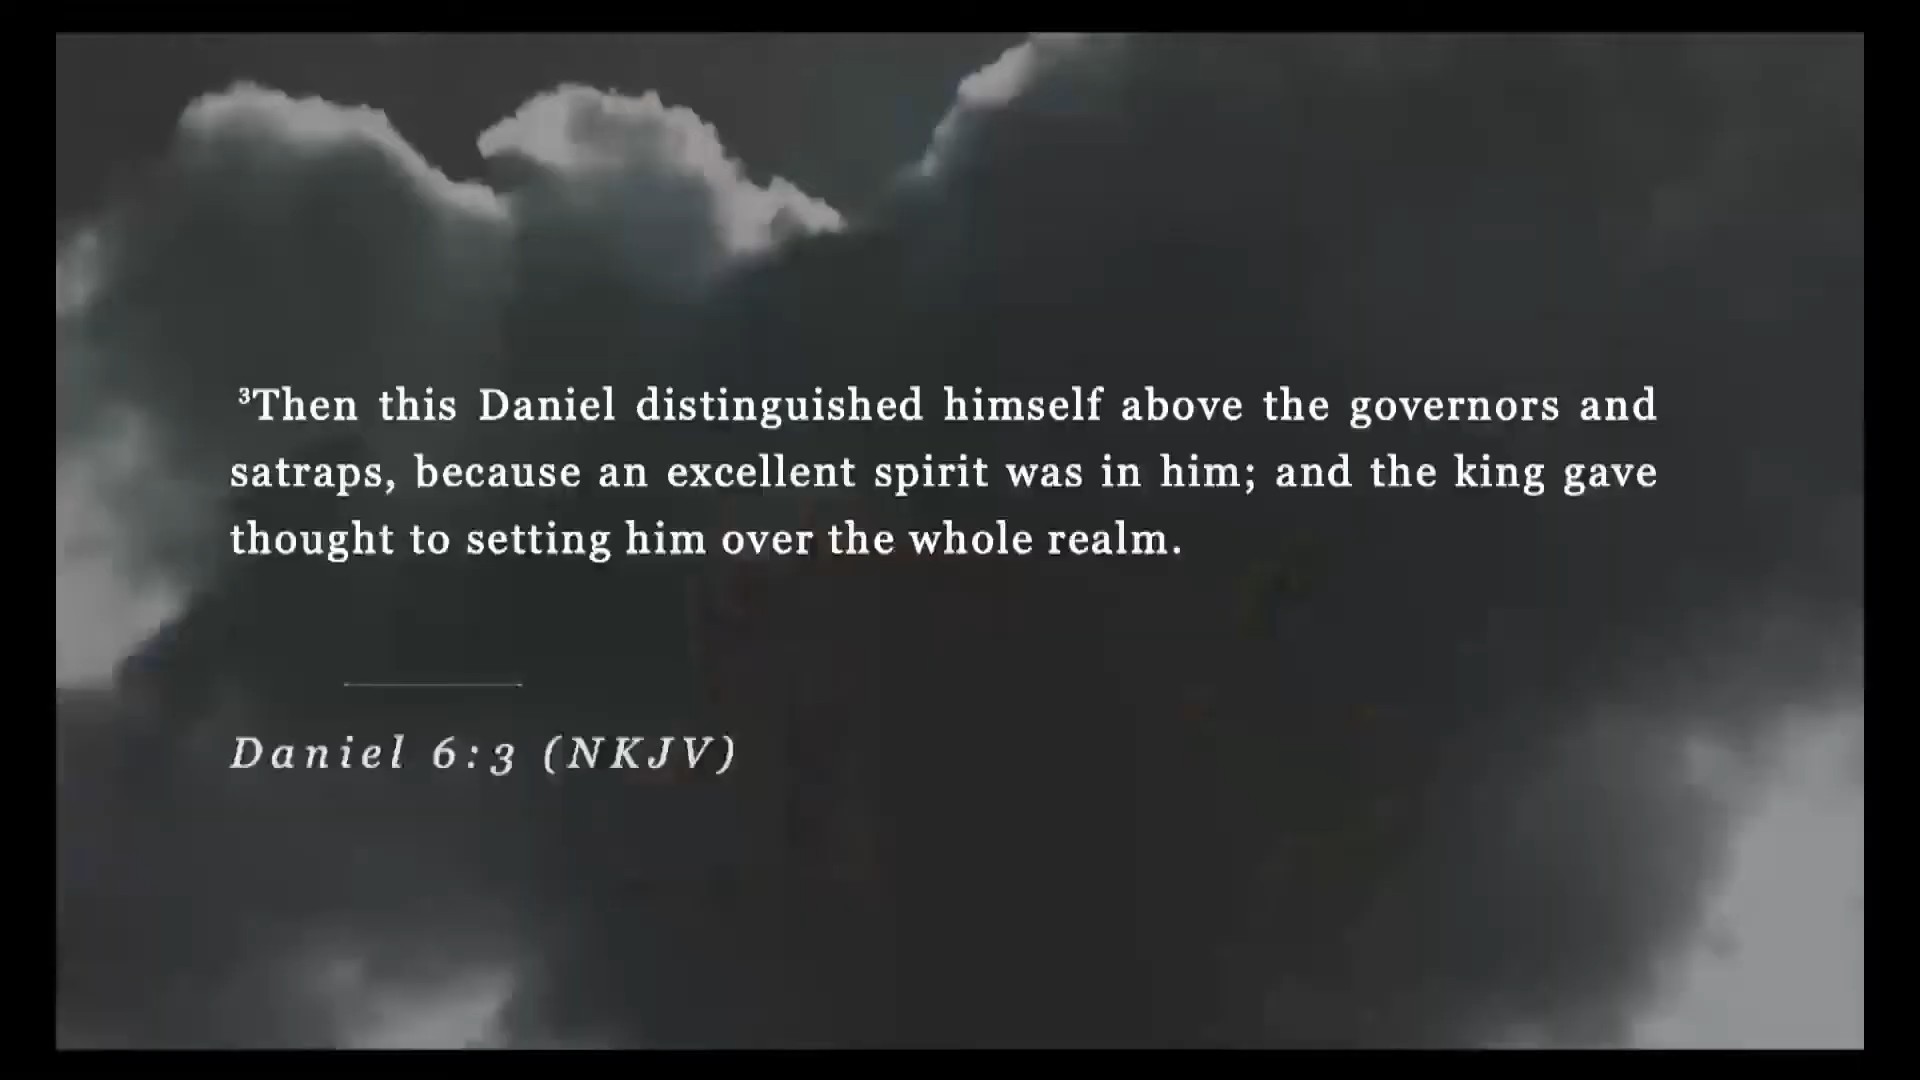 ³Then this Daniel distinguished himself above the governors and
satraps, because an excellent spirit was in him; and the king gave
thought to setting him over the whole realm.
Daniel 6:3 (NKJV)